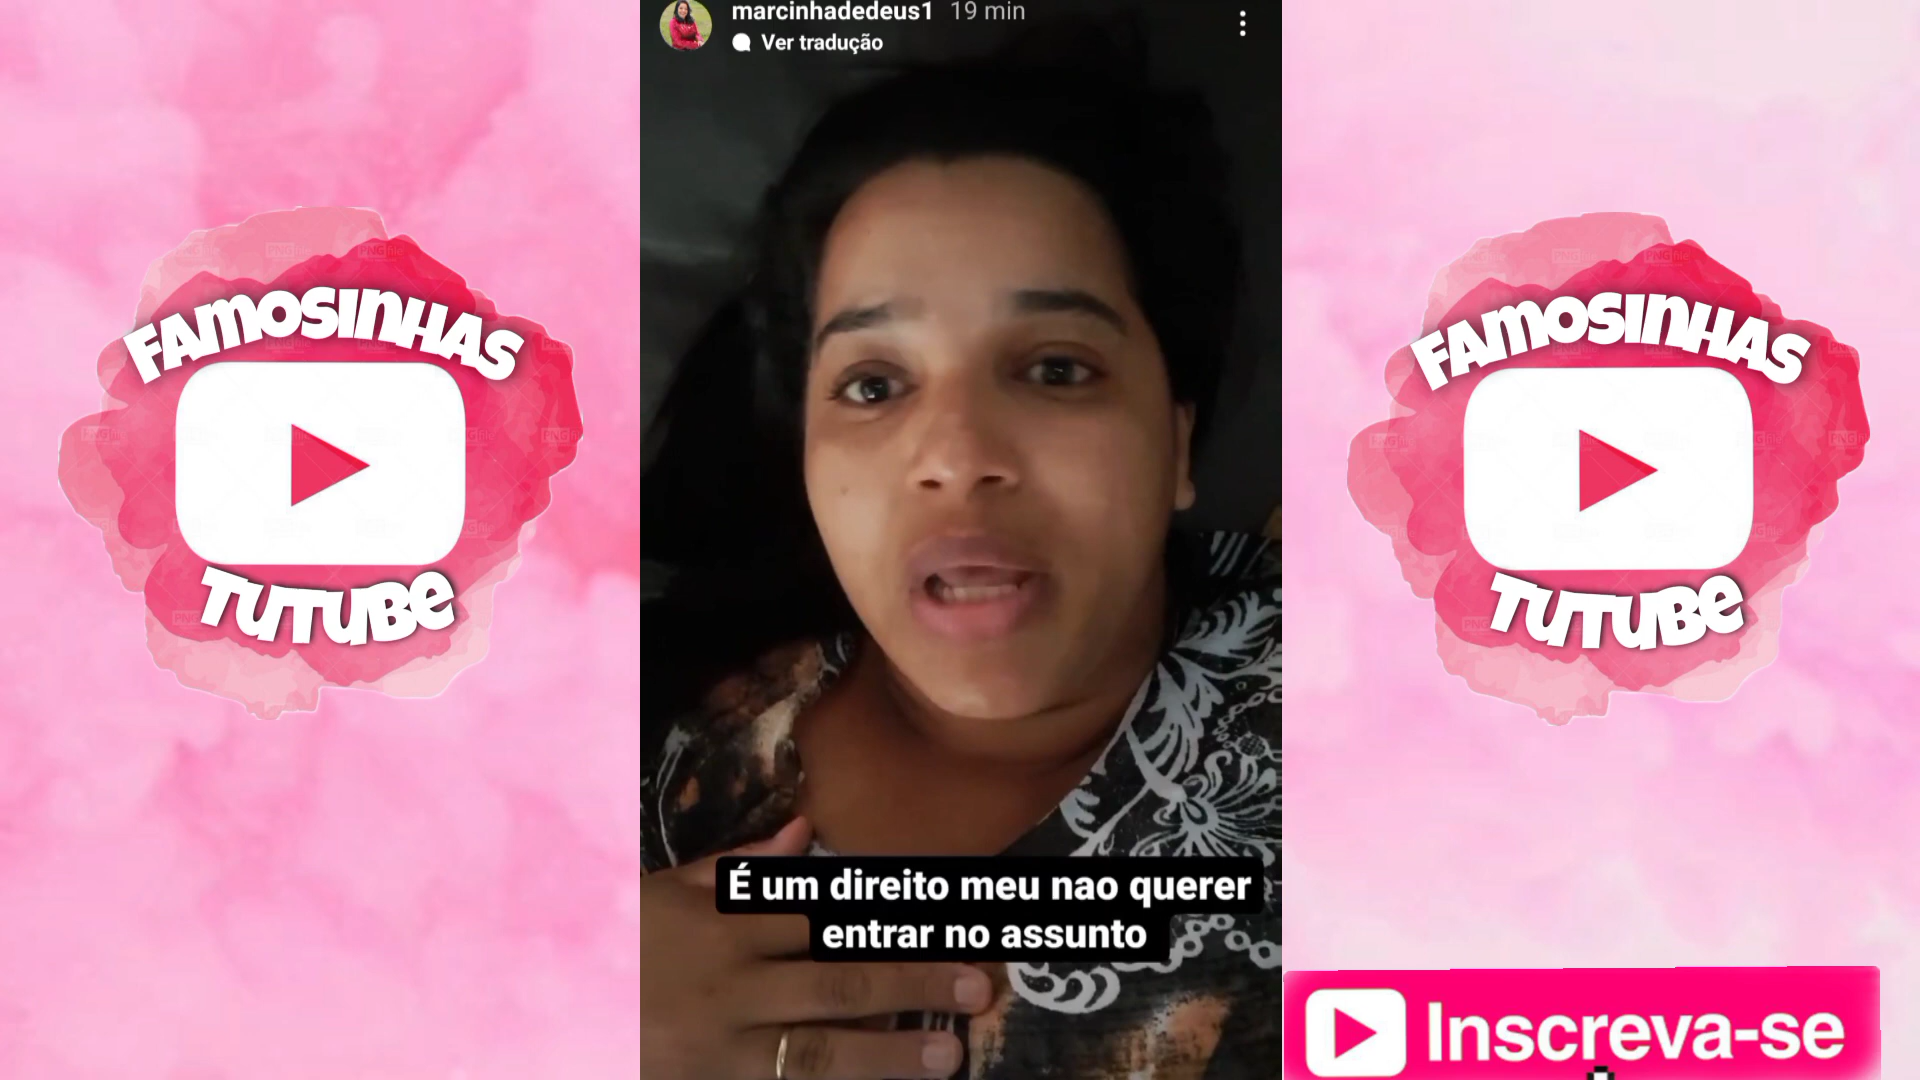 marcinhadedeus1 19 min
Ver tradução
FAMOSINHAS
TUTUBE
É um direito meu nao querer
entrar no assunto
FAMOSINHAS
TUTUBE
Inscreva-se